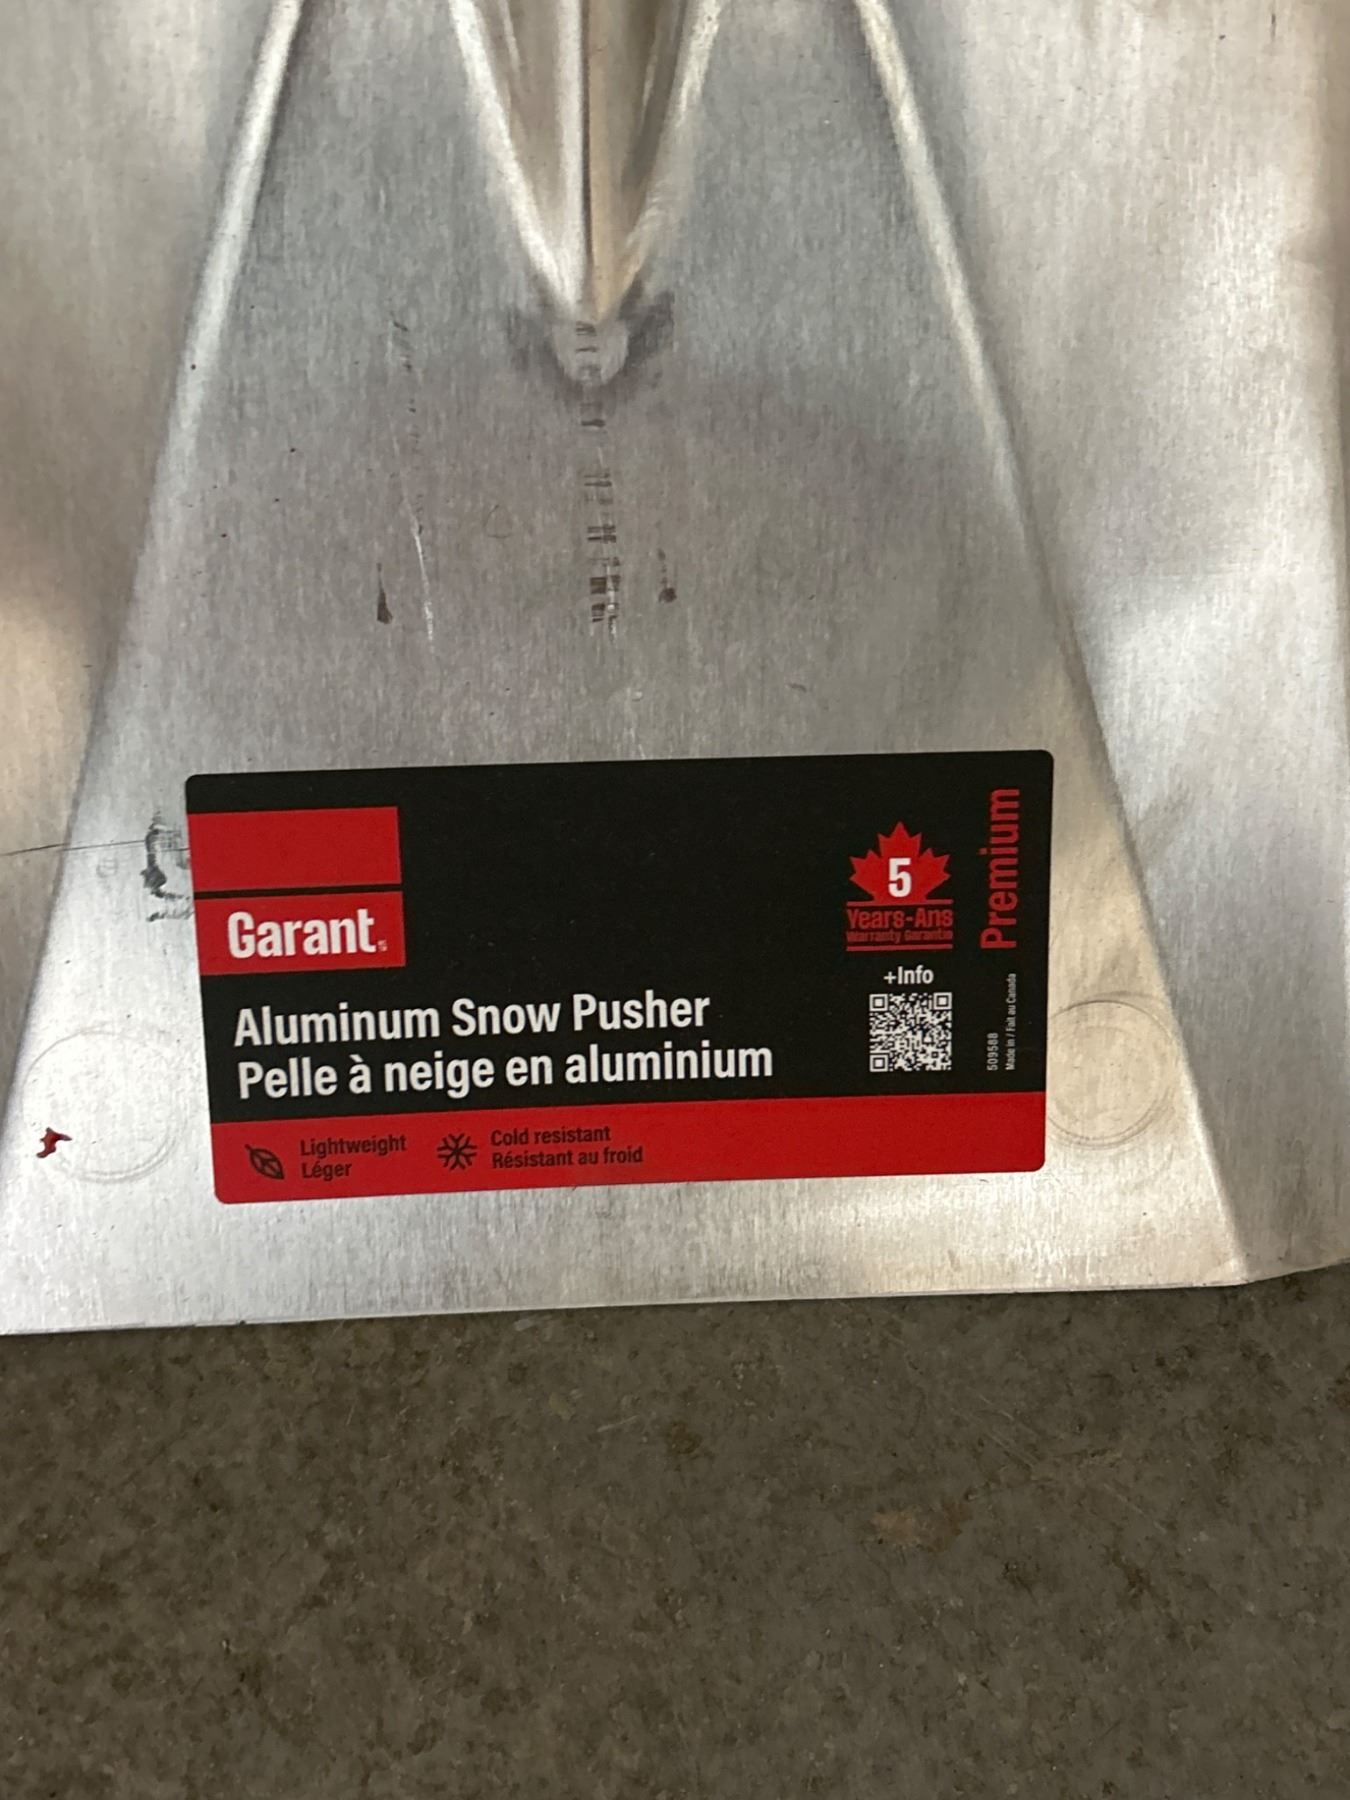 Garant
5
Years-Ans
Warranty Garantie
Premium
+Info
Aluminum Snow Pusher
Pelle à neige en aluminium
509588
Made in / Fait au Canada
Lightweight
Léger
Cold resistant
Résistant au froid